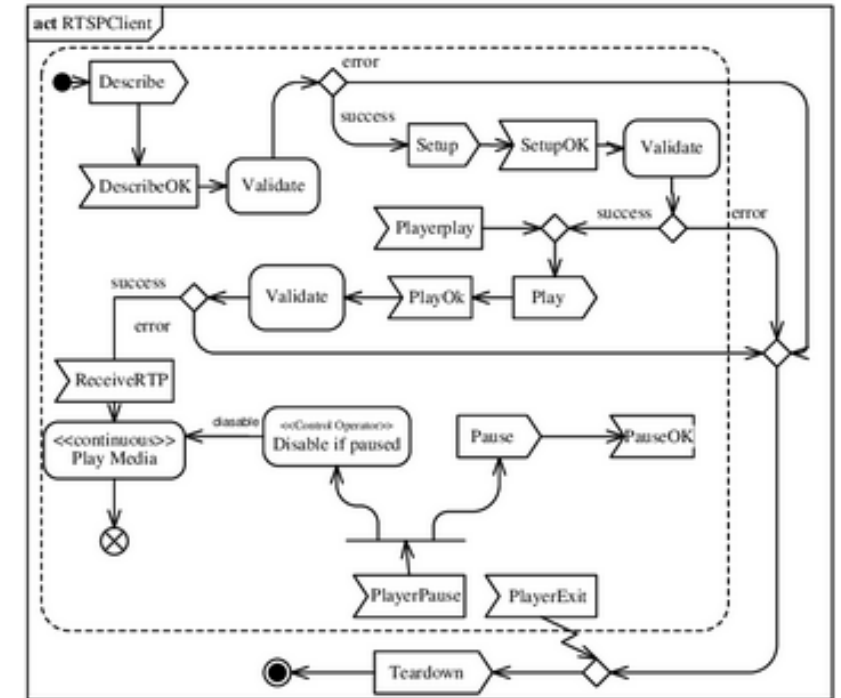 act RTSPClient
error
Describe
success
Setup
SetupOK
Validate
DescribeOK
Validate
Playerplay
success
error
success
Validate
PlayOk
Play
error
ReceiveRTP
<<continuous>>
Play Media
diasable
<<Control Operator>>
Disable if paused
Pause
PauseOK
PlayerPause
PlayerExit
Teardown